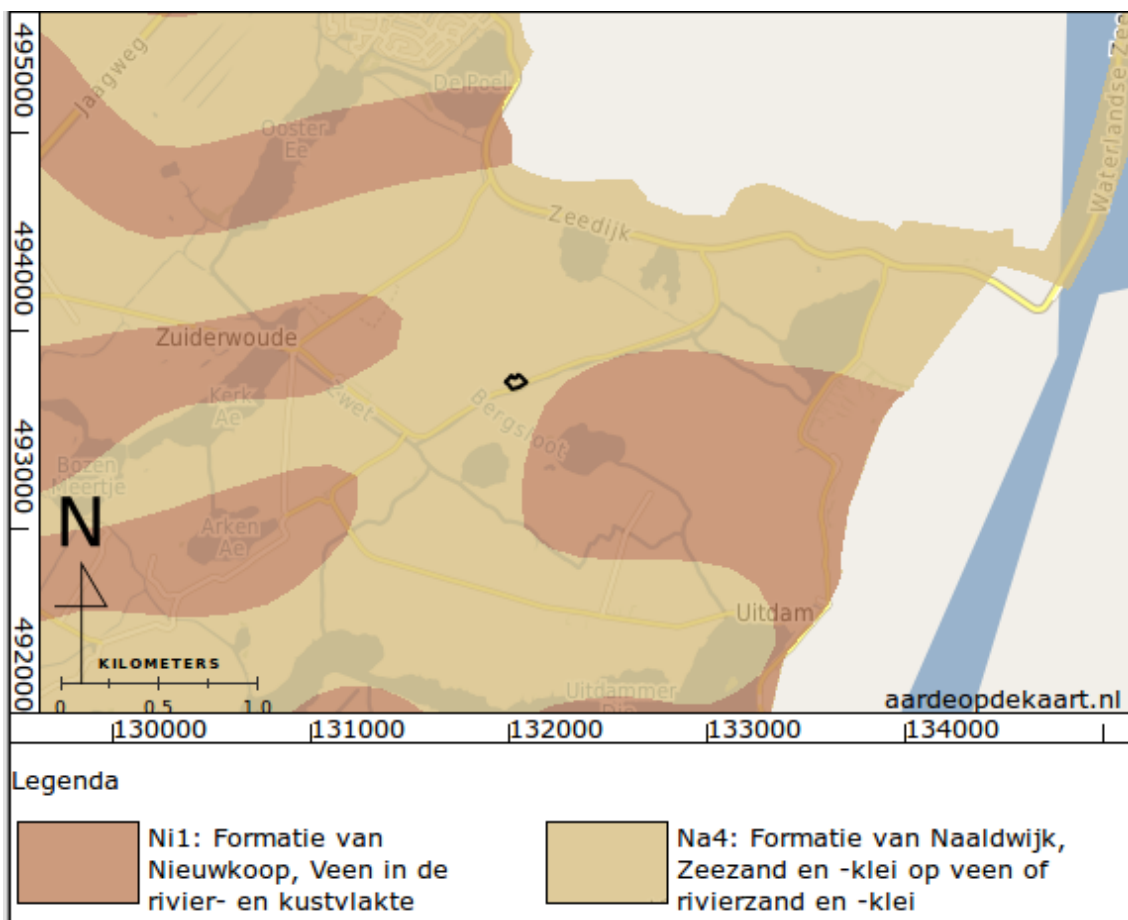 495000
494000
493000
492000
Jaagweg
De Poel
Ooster
Ee
Waterlandse Zee
Zee
Zeedijk
Zuiderwoude
Kerk
Ae
Zwet
Bergsloot
Bozen
Meertje
Arken
Ae
N
Uitdam
Uitdammer
Die
KILOMETERS
0 0.5 1.0
aardeopdekaart.nl
130000 131000 132000 133000 134000
Legenda
Ni1: Formatie van
Nieuwkoop, Veen in de
rivier- en kustvlakte
Na4: Formatie van Naaldwijk,
Zeezand en -klei op veen of
rivierzand en -klei